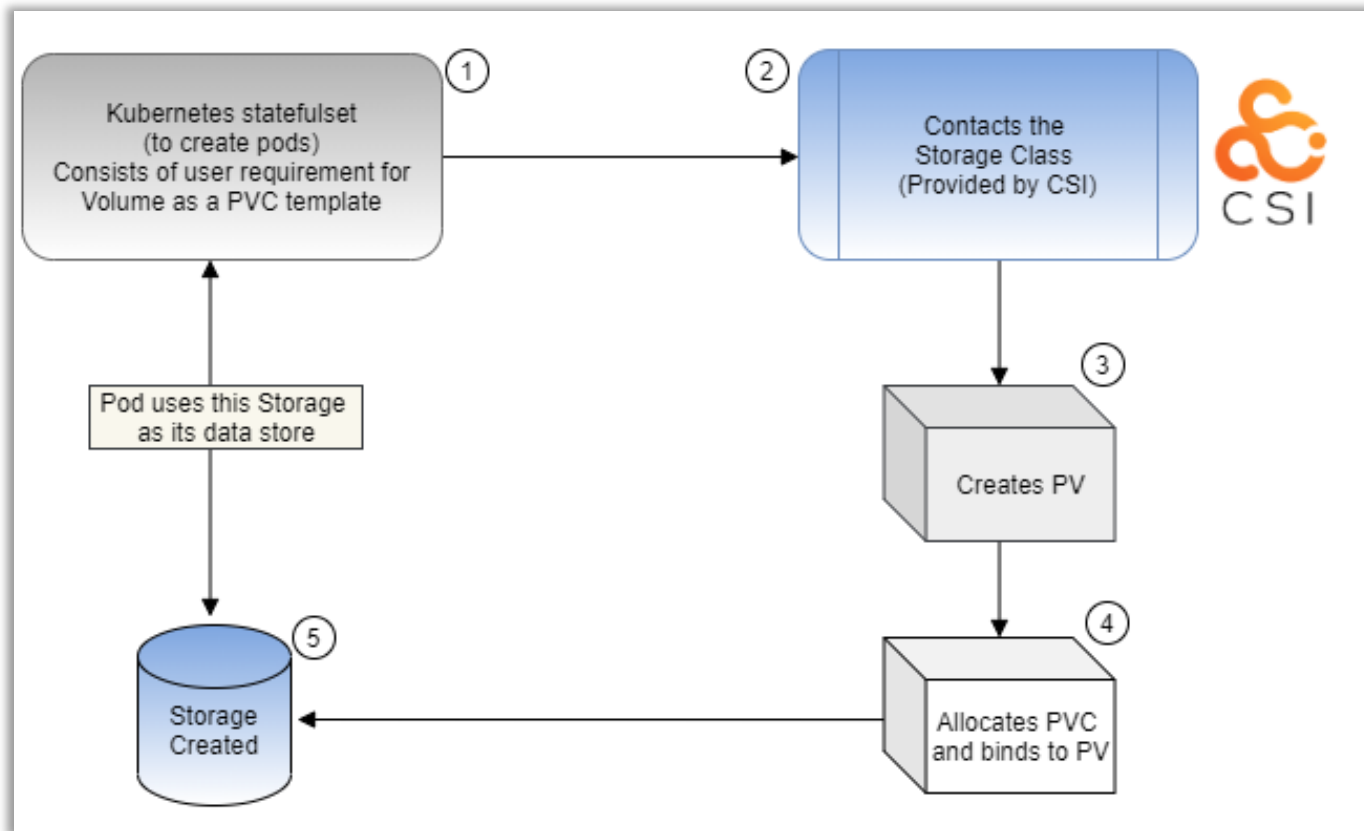 1
Kubernetes statefulset
(to create pods)
Consists of user requirement for
Volume as a PVC template
2
Contacts the
Storage Class
(Provided by CSI)
CSI
3
Creates PV
4
Allocates PVC
and binds to PV
5
Storage
Created
Pod uses this Storage
as its data store